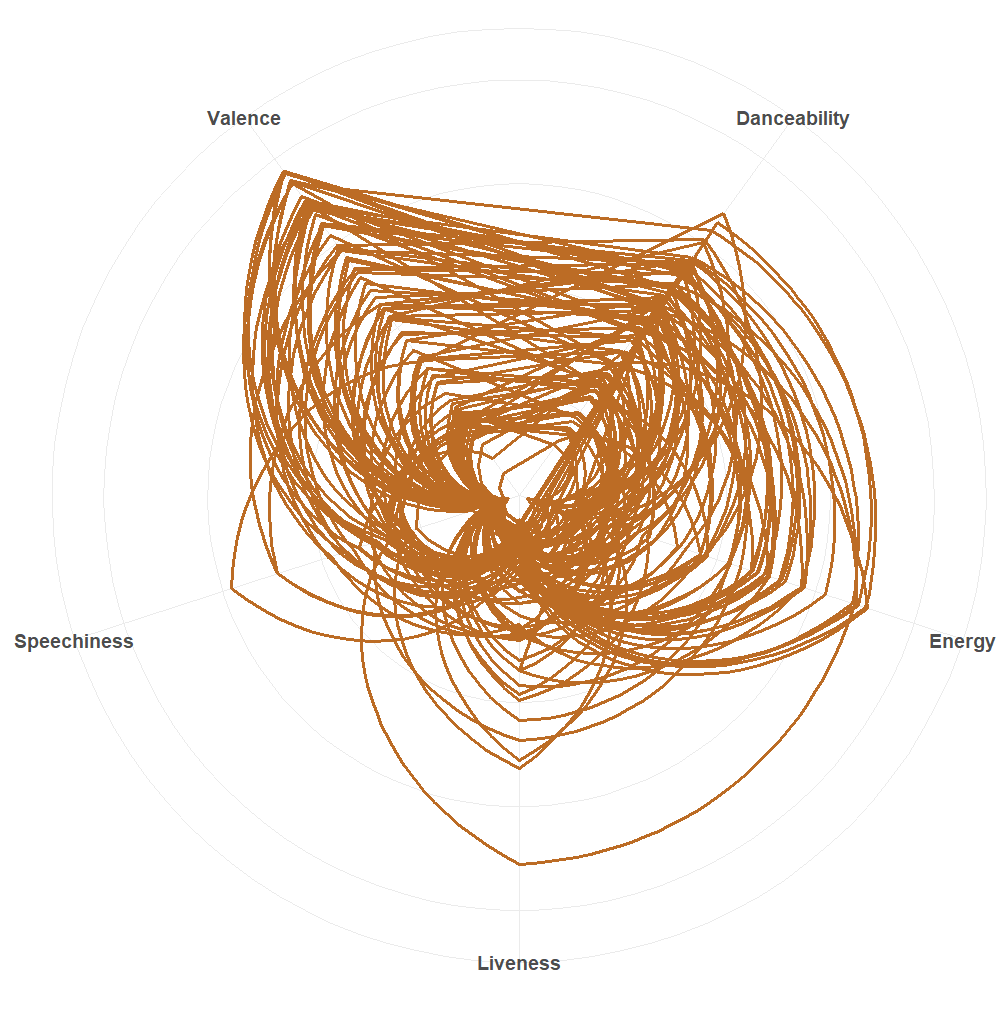 Valence
Danceability
Speechiness
Energy
Liveness